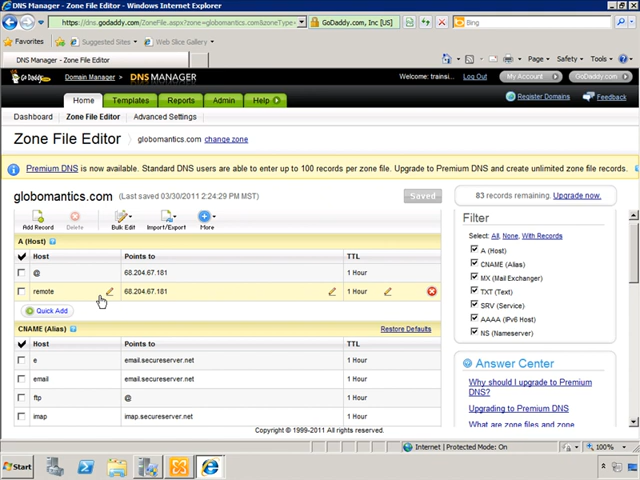 DNS Manager - Zone File Editor - Windows Internet Explorer
https://dns.godaddy.com/ZoneFile.aspx?zone=globomantics.com&zoneType=
GoDaddy.com, Inc [US]
Bing
Favorites
Suggested Sites
Web Slice Gallery
DNS Manager - Zone File Editor
Page
Safety
Tools
Go Daddy
.com
Domain Manager
DNS MANAGER
Welcome: trainsi...
Log Out
My Account
GoDaddy.com
Home
Templates
Reports
Admin
Help
Register Domains
Feedback
Dashboard
Zone File Editor
Advanced Settings
Zone File Editor
globomantics.com change zone
Premium DNS is now available. Standard DNS users are able to enter up to 100 records per zone file. Upgrade to Premium DNS and create unlimited zone file records.
globomantics.com (Last saved 03/30/2011 2:24:29 PM MST)
Saved
83 records remaining. Upgrade now.
Add Record
Delete
Bulk Edit
Import/Export
More
A (Host) ?
Host Points to TTL
@ 68.204.67.181 1 Hour
remote 68.204.67.181 1 Hour
Quick Add
CNAME (Alias) ?
Restore Defaults
Host Points to TTL
e email.secureserver.net 1 Hour
email email.secureserver.net 1 Hour
ftp @ 1 Hour
imap imap.secureserver.net 1 Hour
Filter
Select: All, None, With Records
A (Host)
CNAME (Alias)
MX (Mail Exchanger)
TXT (Text)
SRV (Service)
AAAA (IPv6 Host)
NS (Nameserver)
Answer Center
Why should I upgrade to Premium
DNS?
Upgrading to Premium DNS
What are zone files and zone
Copyright © 1999-2011 All rights reserved.
Internet | Protected Mode: On
100%
Start